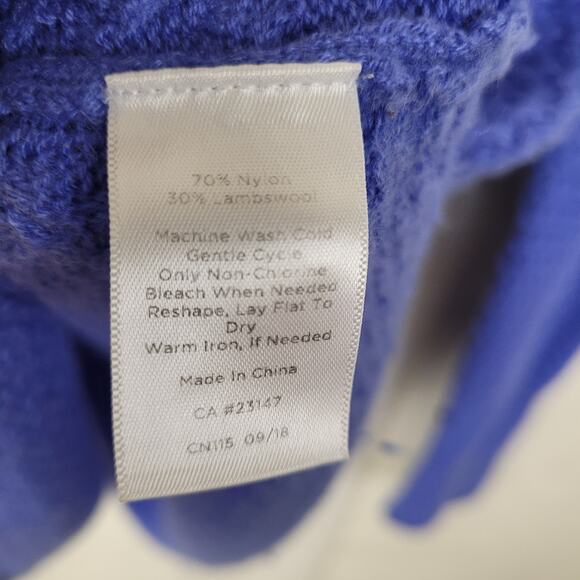 70% Nylon
30% Lambswool
Machine Wash Cold
Gentle Cycle
Only Non-Chlorine
Bleach When Needed
Reshape, Lay Flat To
Dry
Warm Iron, If Needed
Made In China
CA #23147
CN115 09/18